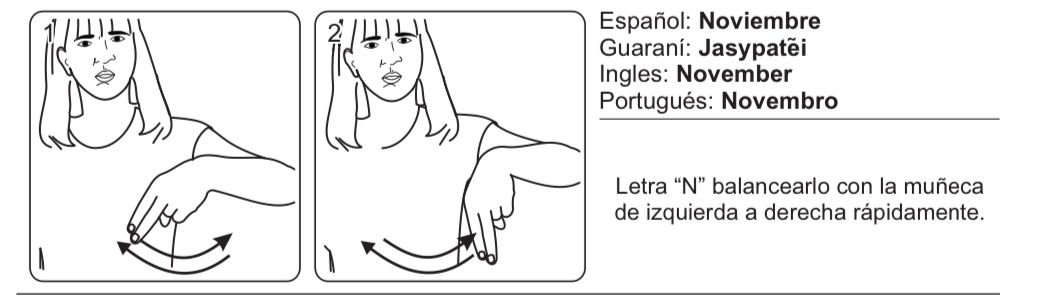 1
2
Español: Noviembre
Guaraní: Jasypatẽi
Ingles: November
Portugués: Novembro
Letra “N” balancearlo con la muñeca
de izquierda a derecha rápidamente.